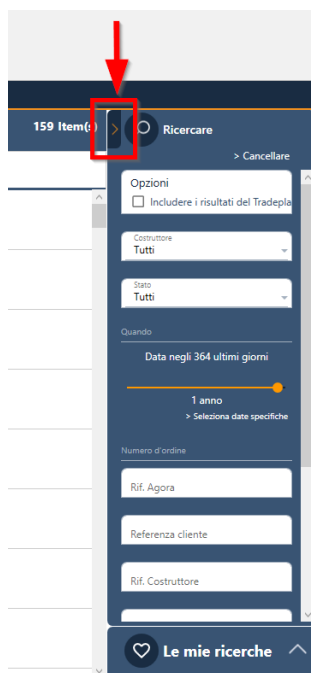 159 Item(s)
Ricercare
> Cancellare
Opzioni
Includere i risultati del Tradepla
Costruttore
Tutti
Stato
Tutti
Quando
Data negli 364 ultimi giorni
1 anno
> Seleziona date specifiche
Numero d'ordine
Rif. Agora
Referenza cliente
Rif. Costruttore
Le mie ricerche